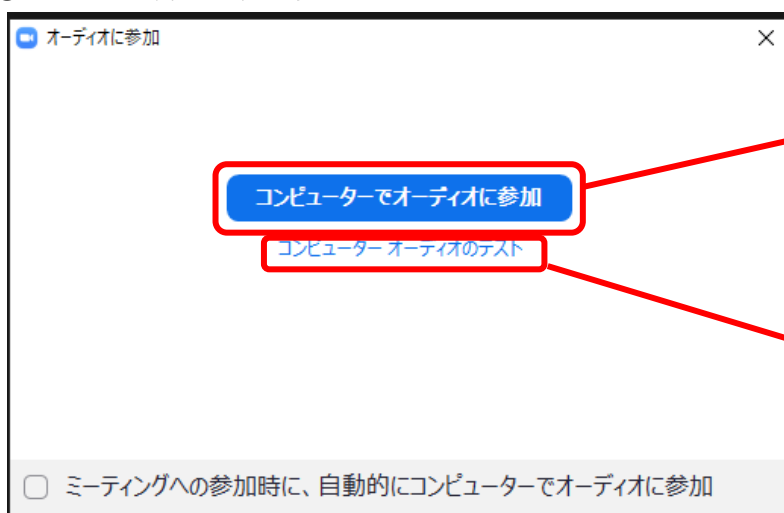 オーディオに参加
コンピューターでオーディオに参加
コンピューター オーディオのテスト
ミーティングへの参加時に、自動的にコンピューターでオーディオに参加